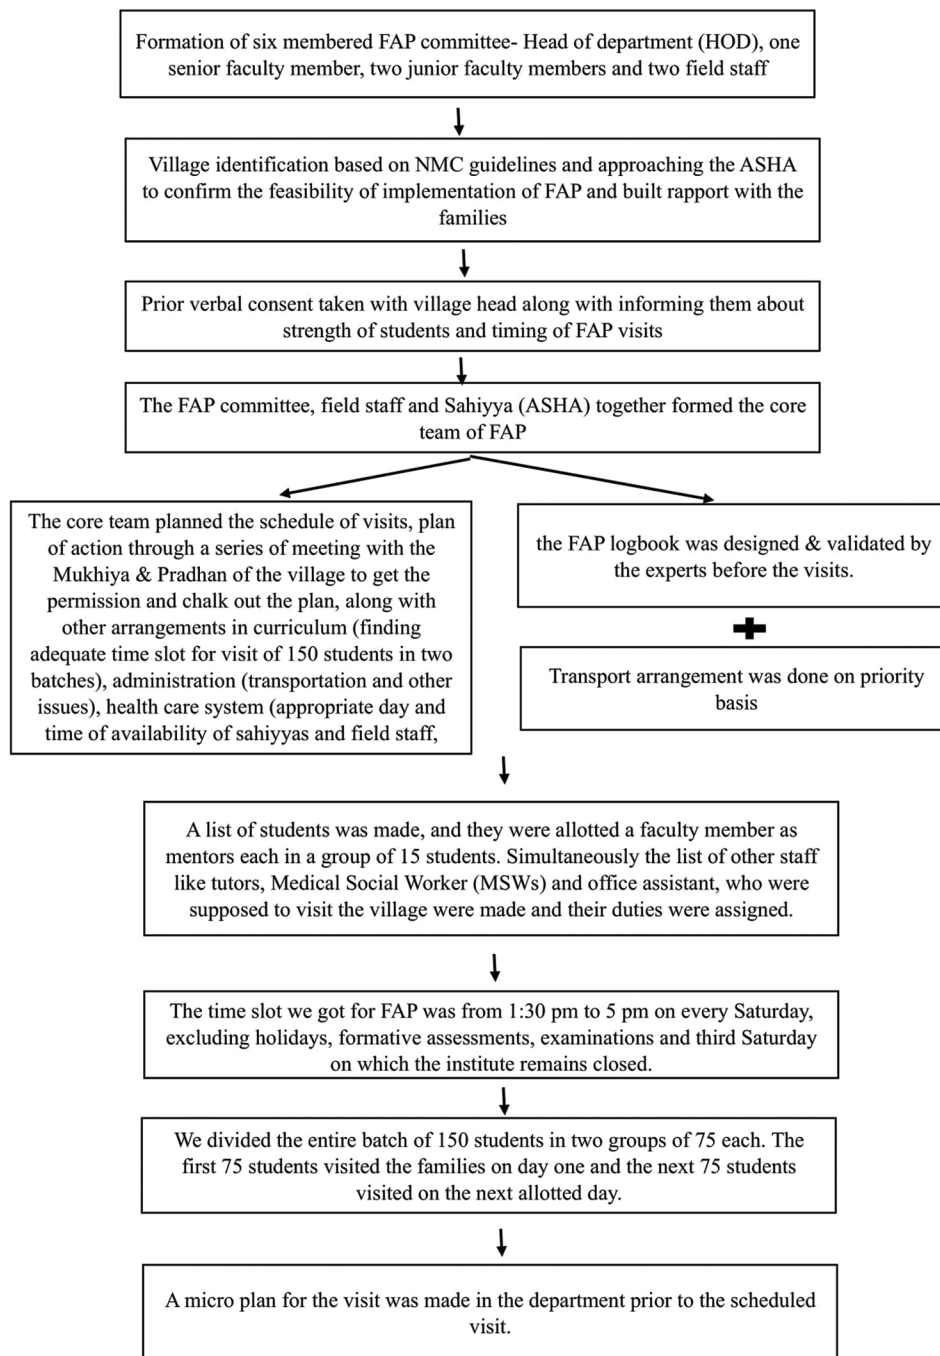 Formation of six membered FAP committee- Head of department (HOD), one
senior faculty member, two junior faculty members and two field staff
Village identification based on NMC guidelines and approaching the ASHA
to confirm the feasibility of implementation of FAP and built rapport with the
families
Prior verbal consent taken with village head along with informing them about
strength of students and timing of FAP visits
The FAP committee, field staff and Sahiyya (ASHA) together formed the core
team of FAP
The core team planned the schedule of visits, plan
of action through a series of meeting with the
Mukhiya & Pradhan of the village to get the
permission and chalk out the plan, along with
other arrangements in curriculum (finding
adequate time slot for visit of 150 students in two
batches), administration (transportation and other
issues), health care system (appropriate day and
time of availability of sahiyyas and field staff,
the FAP logbook was designed & validated by
the experts before the visits.
Transport arrangement was done on priority
basis
A list of students was made, and they were allotted a faculty member as
mentors each in a group of 15 students. Simultaneously the list of other staff
like tutors, Medical Social Worker (MSWs) and office assistant, who were
supposed to visit the village were made and their duties were assigned.
The time slot we got for FAP was from 1:30 pm to 5 pm on every Saturday,
excluding holidays, formative assessments, examinations and third Saturday
on which the institute remains closed.
We divided the entire batch of 150 students in two groups of 75 each. The
first 75 students visited the families on day one and the next 75 students
visited on the next allotted day.
A micro plan for the visit was made in the department prior to the scheduled
visit.